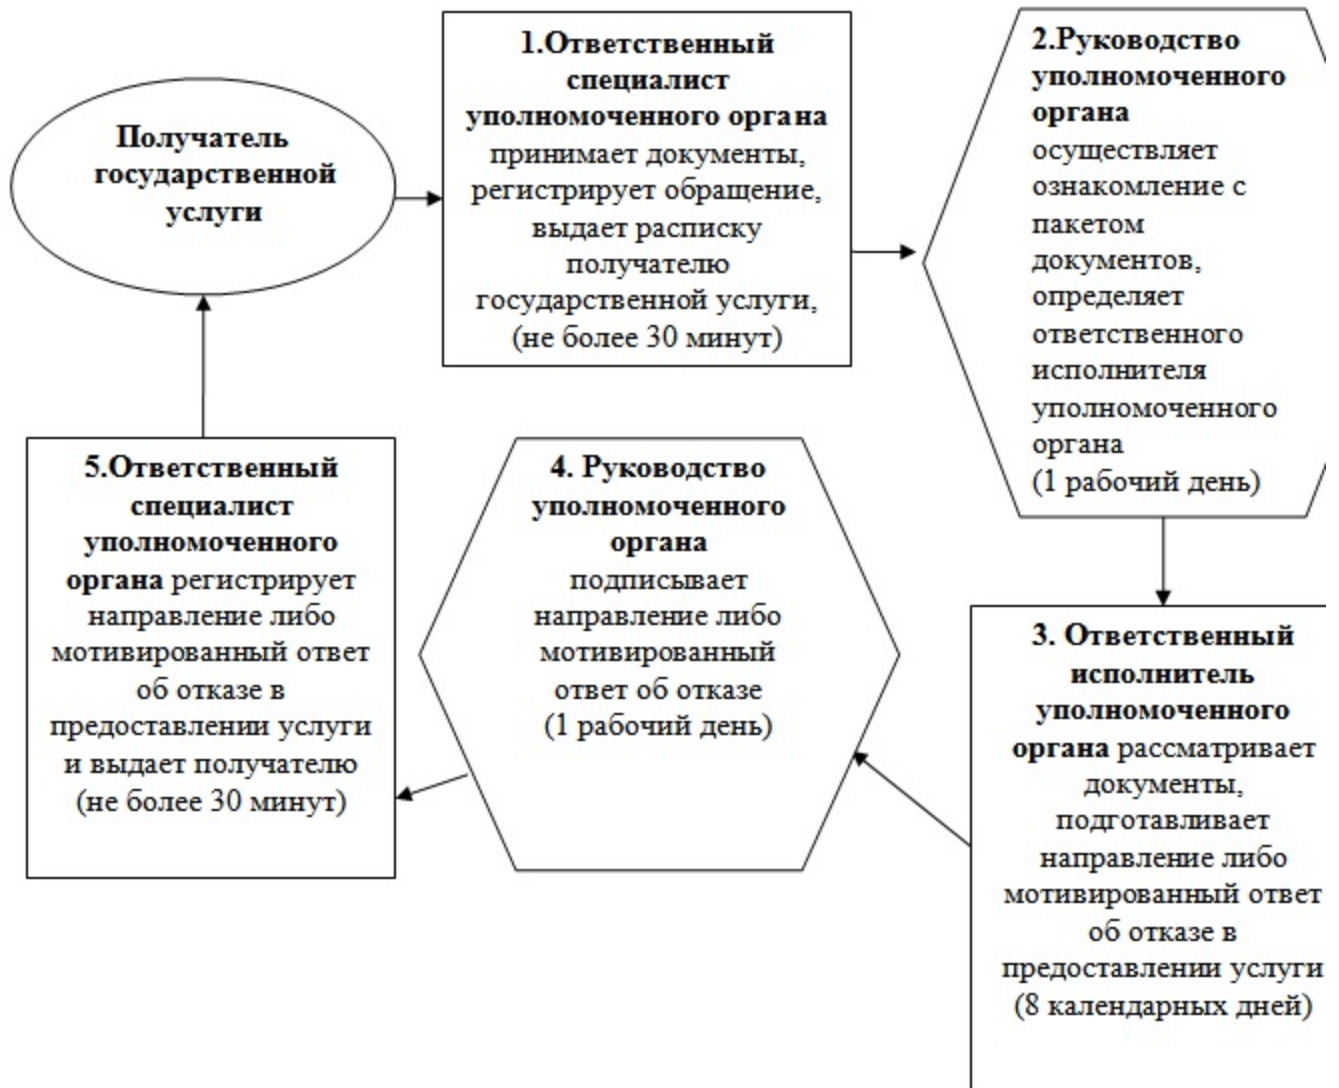 Получатель
государственной
услуги
1.Ответственный
специалист
уполномоченного органа
принимает документы,
регистрирует обращение,
выдает расписку
получателю
государственной услуги,
(не более 30 минут)
2.Руководство
уполномоченного
органа
осуществляет
ознакомление с
пакетом
документов,
определяет
ответственного
исполнителя
уполномоченного
органа
(1 рабочий день)
3. Ответственный
исполнитель
уполномоченного
органа рассматривает
документы,
подготавливает
направление либо
мотивированный ответ
об отказе в
предоставлении услуги
(8 календарных дней)
4. Руководство
уполномоченного
органа
подписывает
направление либо
мотивированный
ответ об отказе
(1 рабочий день)
5.Ответственный
специалист
уполномоченного
органа регистрирует
направление либо
мотивированный ответ
об отказе в
предоставлении услуги
и выдает получателю
(не более 30 минут)